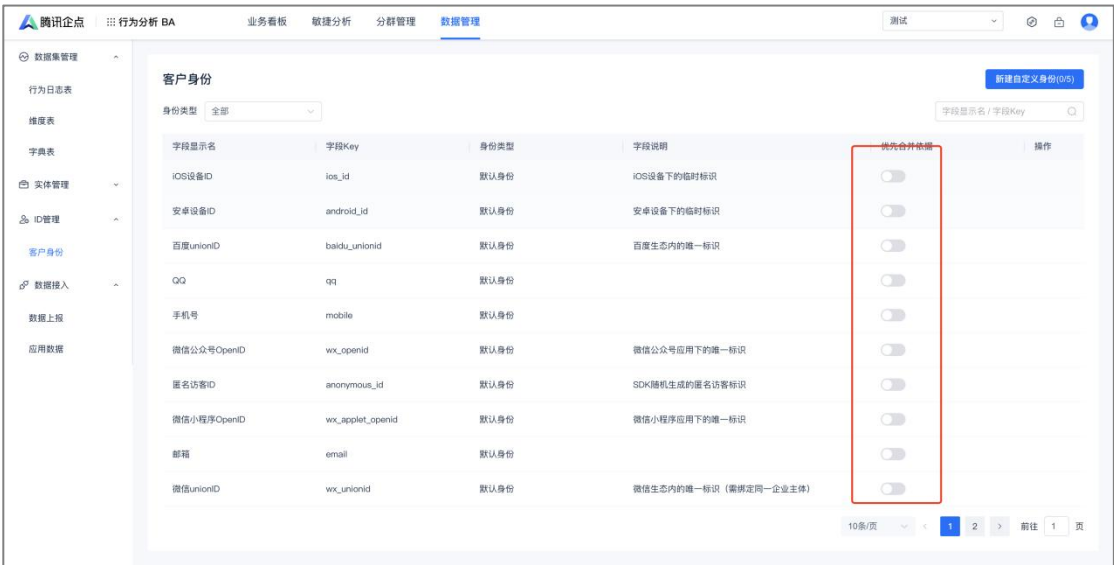 腾讯企点 行为分析 BA 业务看板 敏捷分析 分群管理 数据管理 测试
数据集管理
行为日志表
维度表
字典表
实体管理
ID管理
客户身份
数据接入
数据上报
应用数据
客户身份 新建自定义身份(0/5)
身份类型 全部 字段显示名 / 字段Key
字段显示名 字段Key 身份类型 字段说明 优先合并依据 操作
iOS设备ID ios_id 默认身份 iOS设备下的临时标识
安卓设备ID android_id 默认身份 安卓设备下的临时标识
百度unionID baidu_unionid 默认身份 百度生态内的唯一标识
QQ qq 默认身份
手机号 mobile 默认身份
微信公众号OpenID wx_openid 默认身份 微信公众号应用下的唯一标识
匿名访客ID anonymous_id 默认身份 SDK随机生成的匿名访客标识
微信小程序OpenID wx_applet_openid 默认身份 微信小程序应用下的唯一标识
邮箱 email 默认身份
微信unionID wx_unionid 默认身份 微信生态内的唯一标识（需绑定同一企业主体）
10条/页 < 1 2 > 前往 1 页